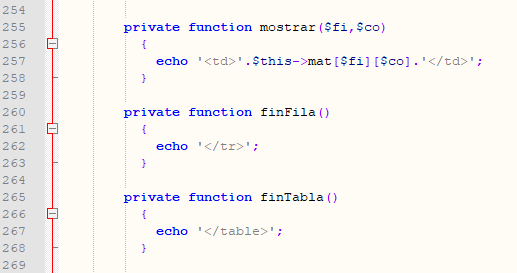 254
255 private function mostrar($fi,$co)
256 {
257 echo '<td>'.$this->mat[$fi][$co].'</td>';
258 }
259
260 private function finFila()
261 {
262 echo '</tr>';
263 }
264
265 private function finTabla()
266 {
267 echo '</table>';
268 }
269